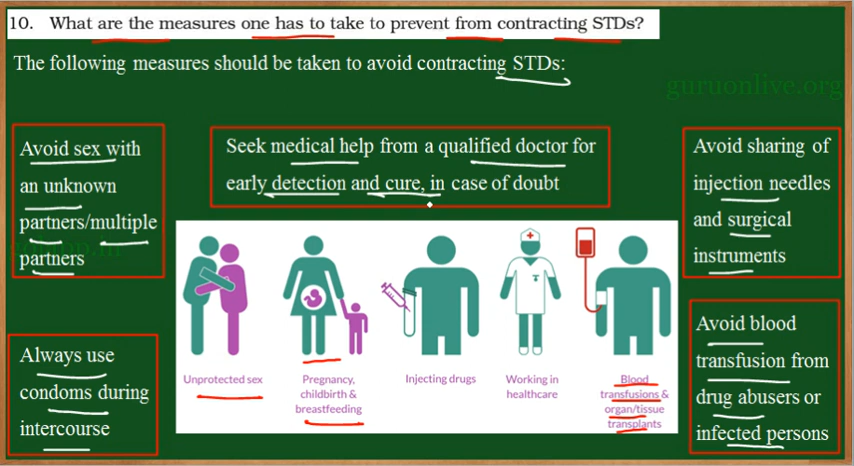 10. What are the measures one has to take to prevent from contracting STDs?
The following measures should be taken to avoid contracting STDs:
guruonlive.org
Avoid sex with
an unknown
partners/multiple
partners
Seek medical help from a qualified doctor for
early detection and cure, in case of doubt
Avoid sharing of
injection needles
and surgical
instruments
Always use
condoms during
intercourse
Unprotected sex
Pregnancy,
childbirth &
breastfeeding
Injecting drugs
Working in
healthcare
Blood
transfusions &
organ/tissue
transplants
Avoid blood
transfusion from
drug abusers or
infected persons